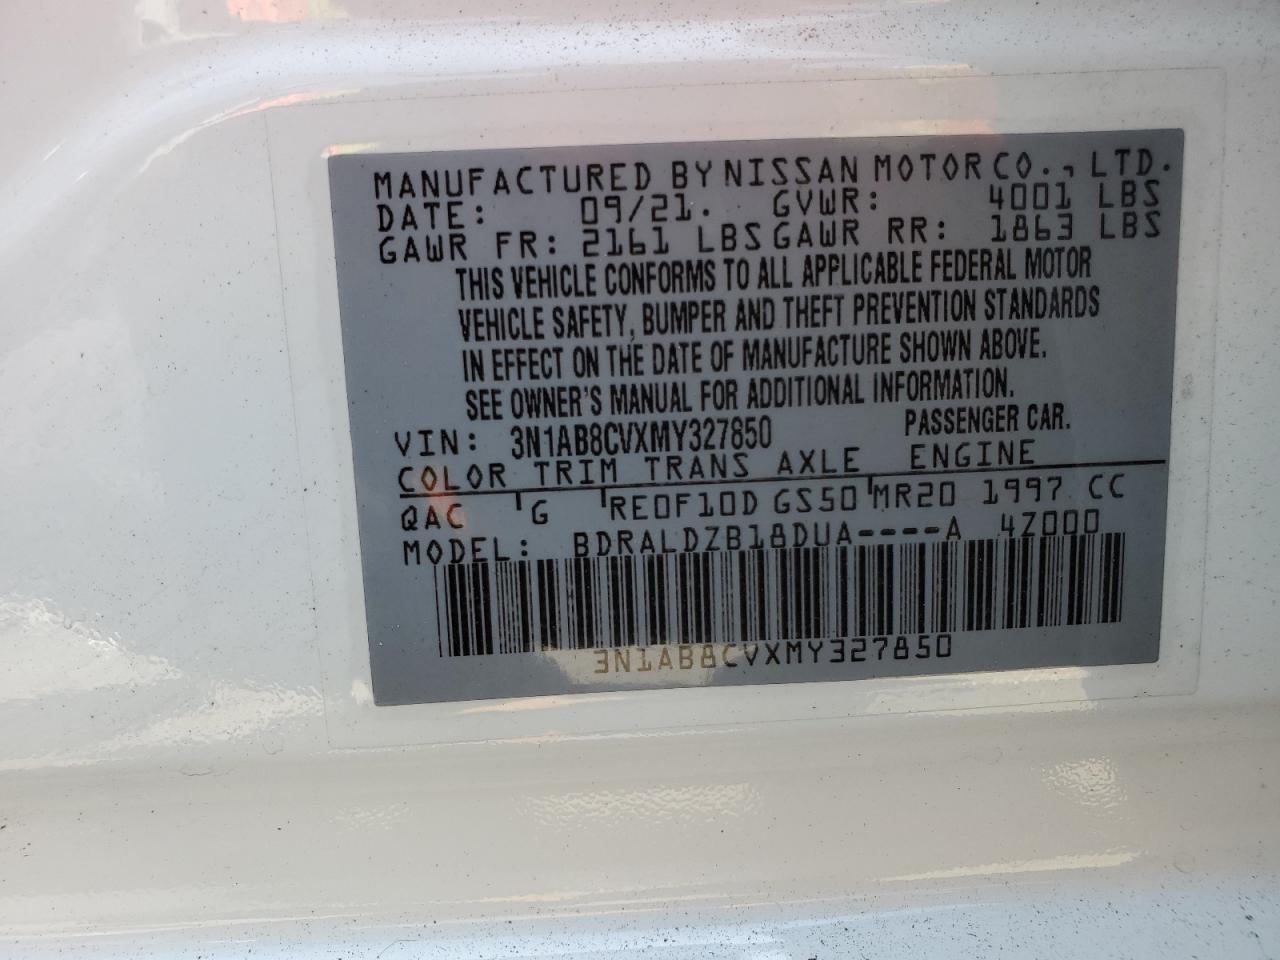 MANUFACTURED BY NISSAN MOTOR CO., LTD.
DATE: 09/21. GVWR: 4001 LBS
GAWR FR: 2161 LBS GAWR RR: 1863 LBS
THIS VEHICLE CONFORMS TO ALL APPLICABLE FEDERAL MOTOR
VEHICLE SAFETY, BUMPER AND THEFT PREVENTION STANDARDS
IN EFFECT ON THE DATE OF MANUFACTURE SHOWN ABOVE.
SEE OWNER'S MANUAL FOR ADDITIONAL INFORMATION.
VIN: 3N1AB8CVXMY327850 PASSENGER CAR.
COLOR TRIM TRANS AXLE ENGINE
QAC G RE0F10D GS50 MR20 1997 CC
MODEL: BDRALDZB18DUA----A 4Z000
3N1AB8CVXMY327850